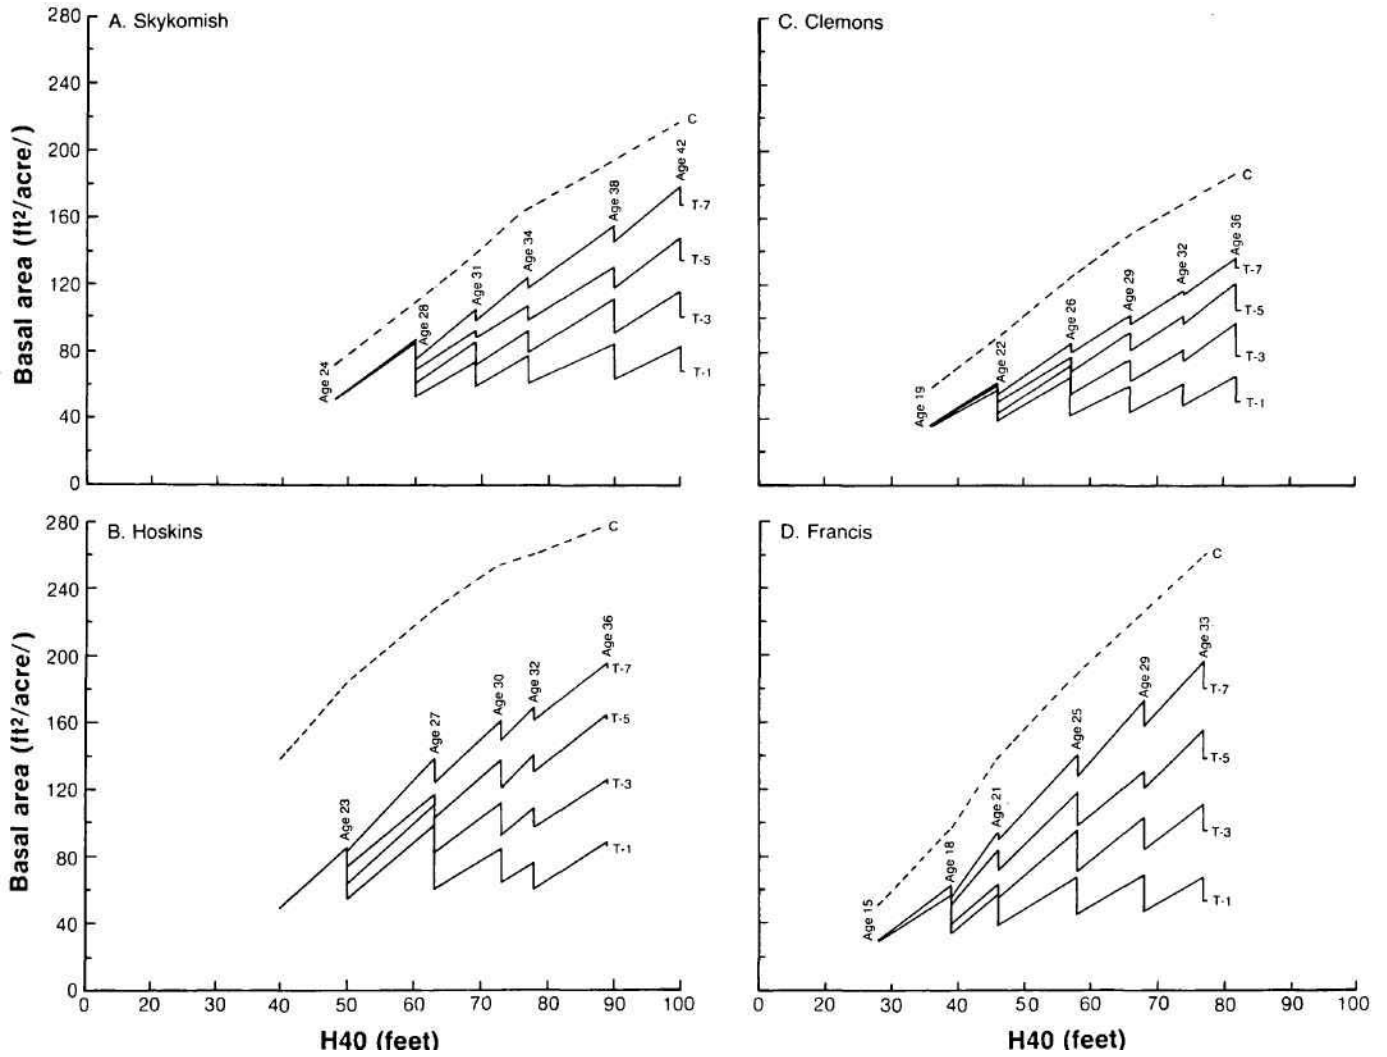 A. Skykomish
280
240
200
160
120
80
40
0
Basal area (ft²/acre/)
C
Age 24
Age 28
Age 31
Age 34
Age 38
Age 42
T-7
T-5
T-3
T-1
C. Clemons
C
Age 19
Age 22
Age 26
Age 29
Age 32
Age 36
T-7
T-5
T-3
T-1
B. Hoskins
280
240
200
160
120
80
40
0
Basal area (ft²/acre/)
C
Age 23
Age 27
Age 30
Age 32
Age 36
T-7
T-5
T-3
T-1
0 10 20 30 40 50 60 70 80 90 100
H40 (feet)
D. Francis
C
Age 15
Age 18
Age 21
Age 25
Age 29
Age 33
T-7
T-5
T-3
T-1
0 10 20 30 40 50 60 70 80 90 100
H40 (feet)